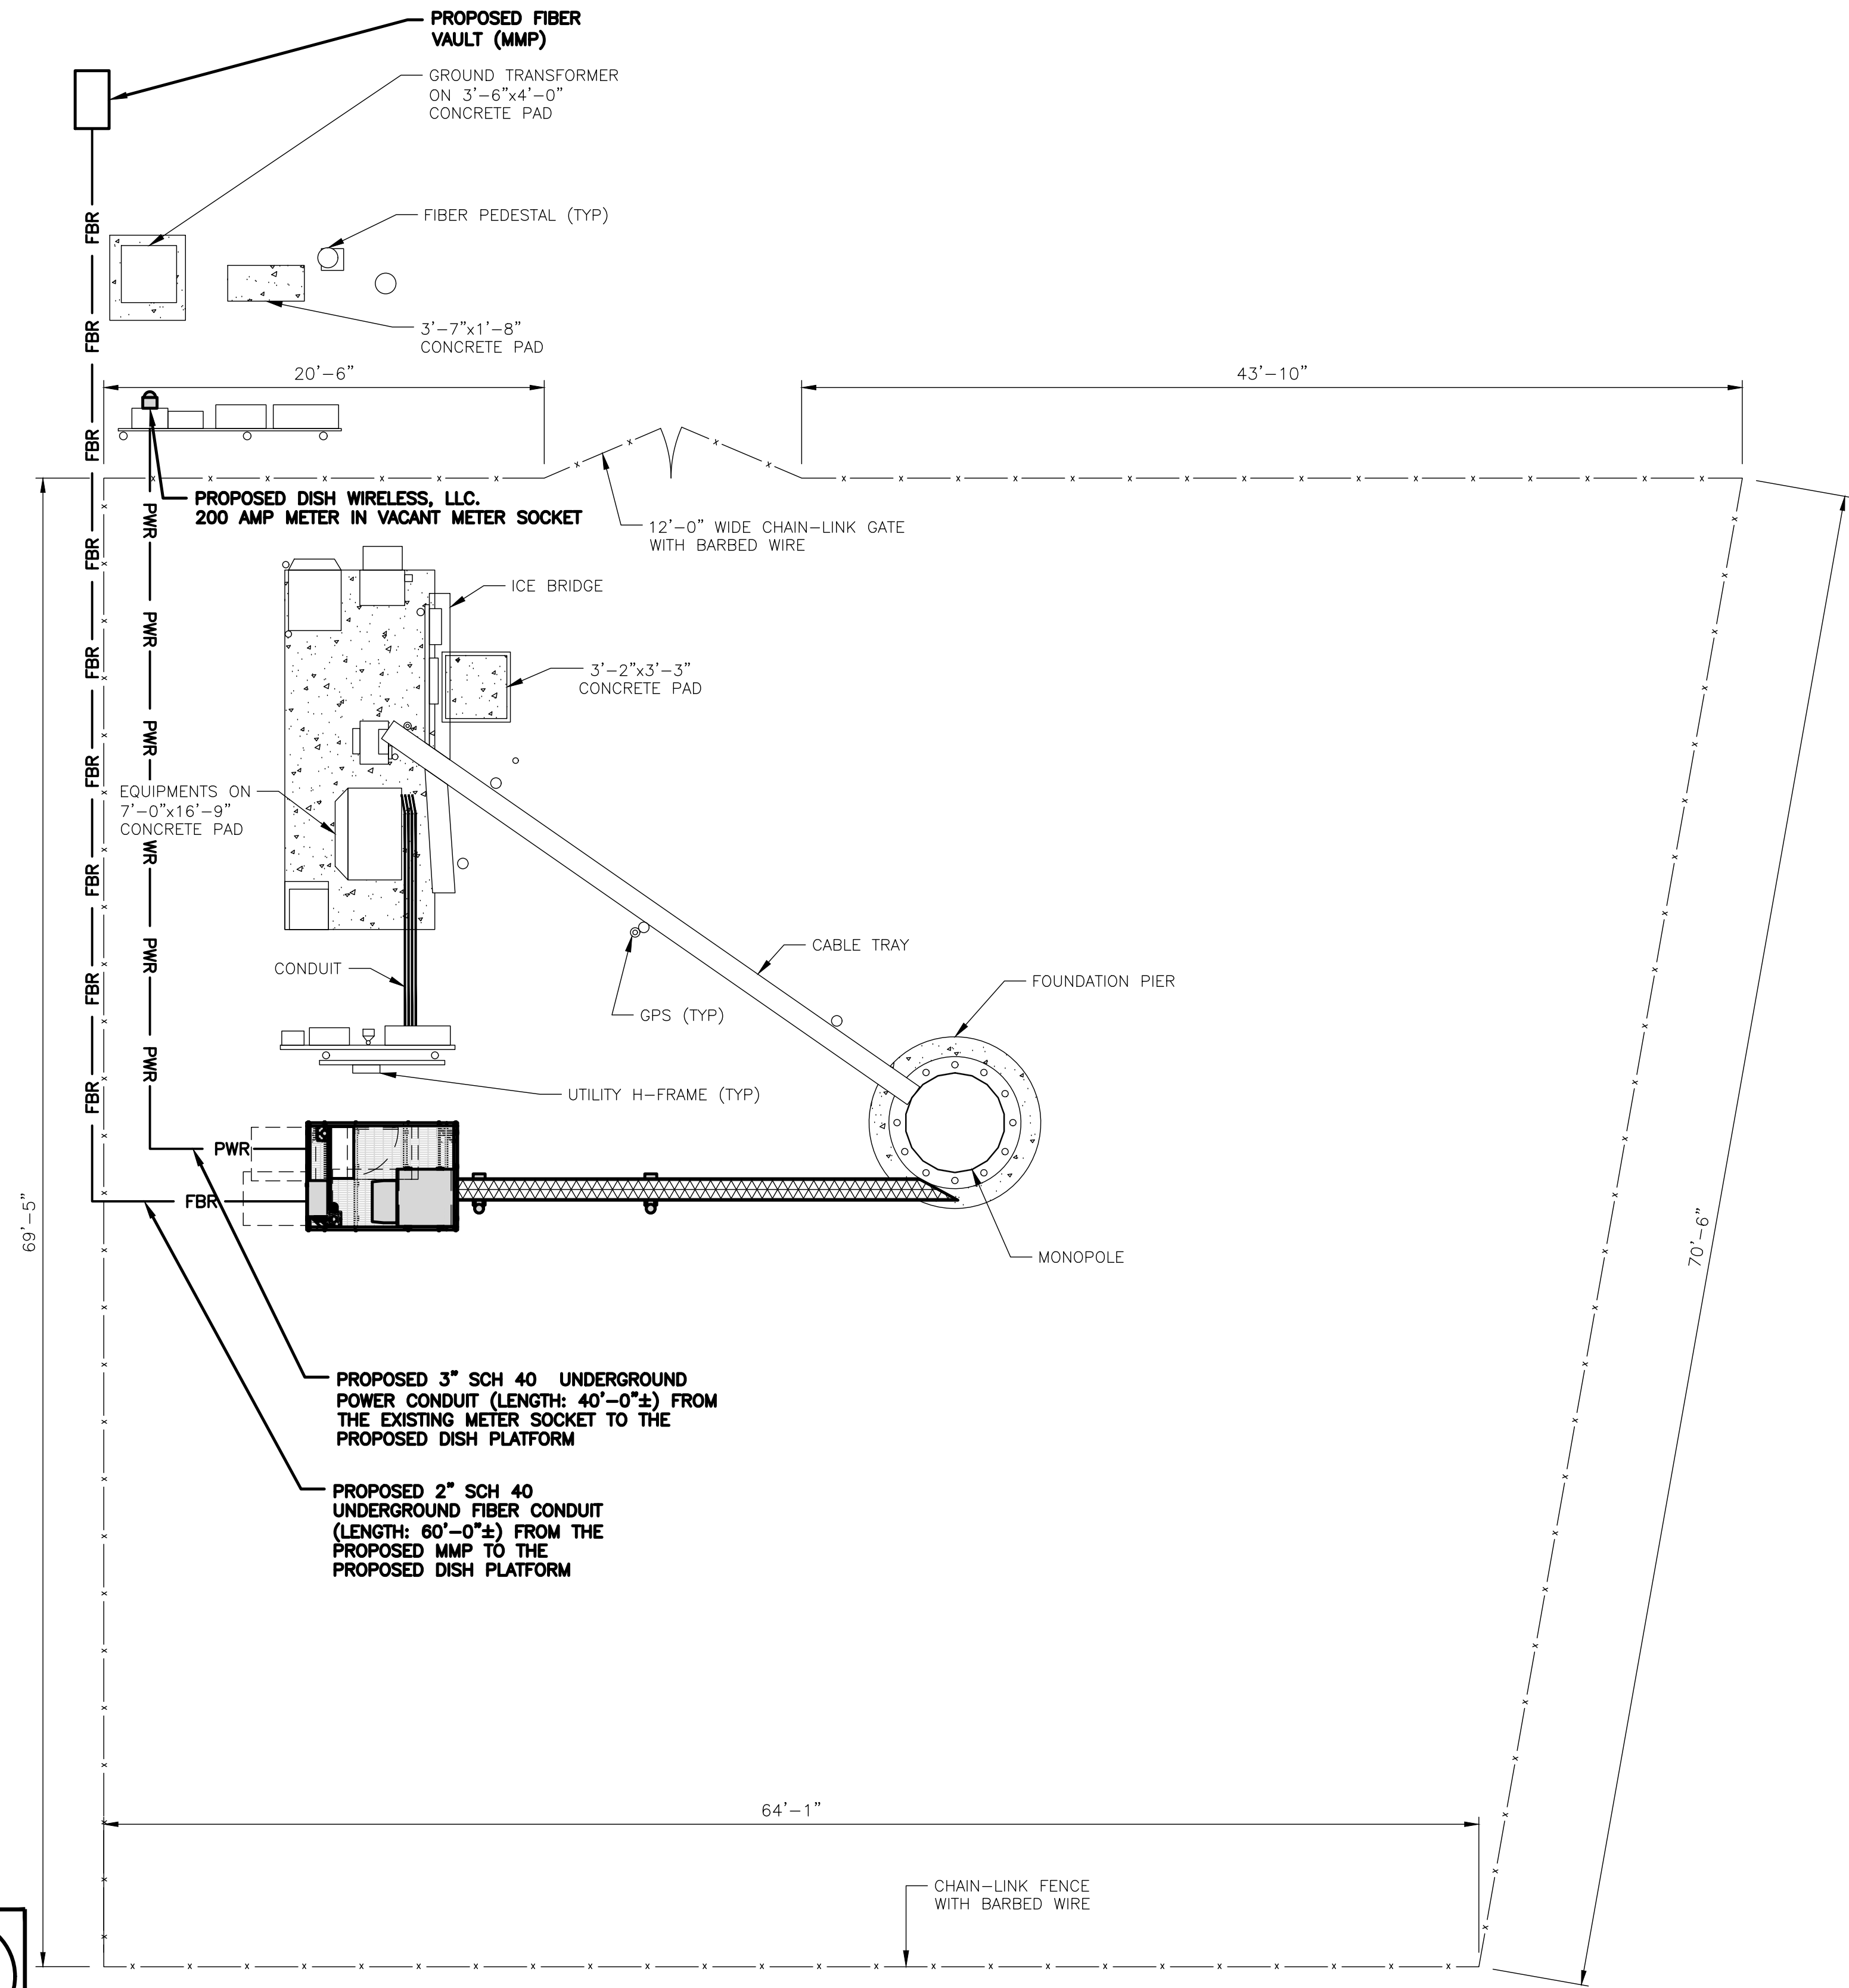 PROPOSED FIBER
VAULT (MMP)
GROUND TRANSFORMER
ON 3'-6"x4'-0"
CONCRETE PAD
FBR
FIBER PEDESTAL (TYP)
FBR
3'-7"x1'-8"
CONCRETE PAD
20'-6"
43'-10"
FBR
PROPOSED DISH WIRELESS, LLC.
200 AMP METER IN VACANT METER SOCKET
PWR
12'-0" WIDE CHAIN-LINK GATE
WITH BARBED WIRE
FBR
ICE BRIDGE
PWR
FBR
3'-2"x3'-3"
CONCRETE PAD
PWR
FBR
EQUIPMENTS ON
7'-0"x16'-9"
CONCRETE PAD
WR
FBR
CABLE TRAY
PWR
CONDUIT
FBR
FOUNDATION PIER
GPS (TYP)
PWR
FBR
UTILITY H-FRAME (TYP)
PWR
FBR
69'-5"
70'-6"
MONOPOLE
PROPOSED 3" SCH 40 UNDERGROUND
POWER CONDUIT (LENGTH: 40'-0"±) FROM
THE EXISTING METER SOCKET TO THE
PROPOSED DISH PLATFORM
PROPOSED 2" SCH 40
UNDERGROUND FIBER CONDUIT
(LENGTH: 60'-0"±) FROM THE
PROPOSED MMP TO THE
PROPOSED DISH PLATFORM
64'-1"
CHAIN-LINK FENCE
WITH BARBED WIRE